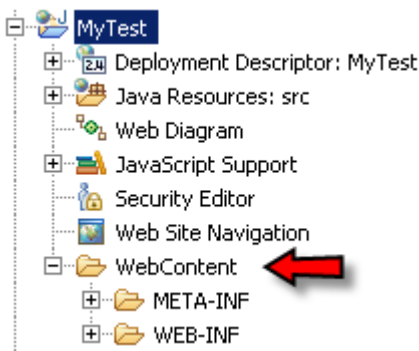 MyTest
2.4 Deployment Descriptor: MyTest
Java Resources: src
Web Diagram
JavaScript Support
Security Editor
Web Site Navigation
WebContent
META-INF
WEB-INF